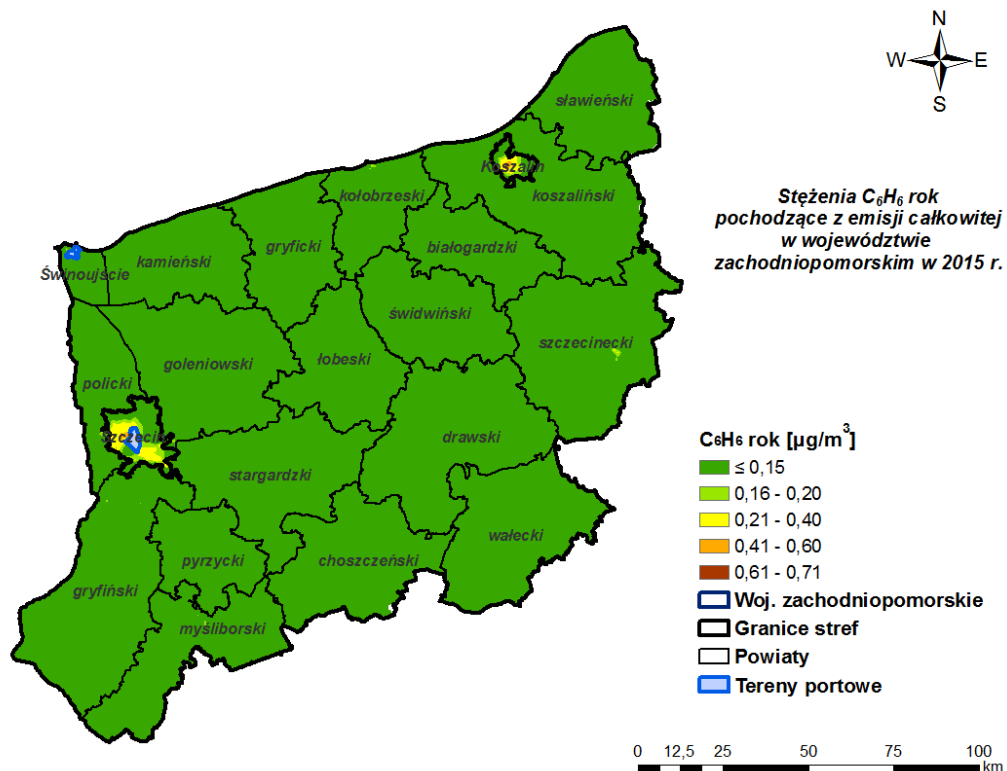 N
W E
S
sławieński
Koszalin
kołobrzeski
koszaliński
Stężenia C₆H₆ rok
pochodzące z emisji całkowitej
w województwie
zachodniopomorskim w 2015 r.
gryficki
białogardzki
kamieński
Świnoujście
świdwiński
szczecinecki
goleniowski
łobeski
policki
Szczecin
drawski
stargardzki
wałecki
pyrzycki
choszczeński
gryfiński
myśliborski
C₆H₆ rok [µg/m³]
≤ 0,15
0,16 - 0,20
0,21 - 0,40
0,41 - 0,60
0,61 - 0,71
Woj. zachodniopomorskie
Granice stref
Powiaty
Tereny portowe
0 12,5 25 50 75 100
km